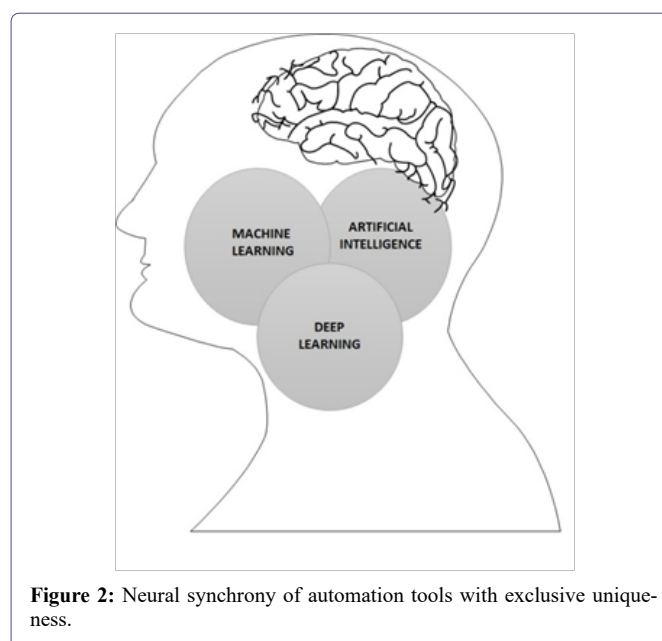 MACHINE
LEARNING
ARTIFICIAL
INTELLIGENCE
DEEP
LEARNING
Figure 2: Neural synchrony of automation tools with exclusive unique-
ness.